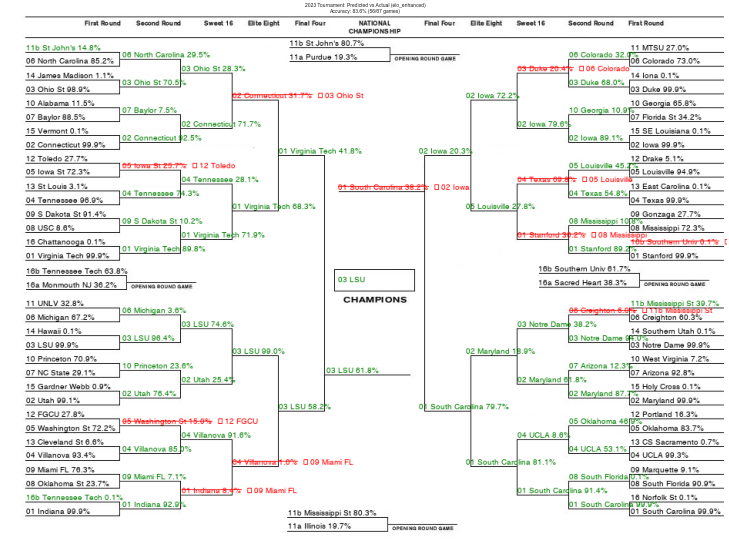 2023 Tournament: Predicted vs Actual (elo_enhanced)
Accuracy: 83.6% (56/67 games)
First Round
Second Round
Sweet 16
Elite Eight
Final Four
NATIONAL
CHAMPIONSHIP
Final Four
Elite Eight
Sweet 16
Second Round
First Round
11b St John's 14.8%
06 North Carolina 85.2%
14 James Madison 1.1%
03 Ohio St 98.9%
10 Alabama 11.5%
07 Baylor 88.5%
15 Vermont 0.1%
02 Connecticut 99.9%
12 Toledo 27.7%
05 Iowa St 72.3%
13 St Louis 3.1%
04 Tennessee 96.9%
09 S Dakota St 91.4%
08 USC 8.6%
16 Chattanooga 0.1%
01 Virginia Tech 99.9%
16b Tennessee Tech 63.8%
16a Monmouth NJ 36.2%
OPENING ROUND GAME
06 North Carolina 29.5%
03 Ohio St 70.5%
07 Baylor 7.5%
02 Connecticut 92.5%
05 Iowa St 25.7% 12 Toledo
04 Tennessee 74.3%
09 S Dakota St 10.2%
01 Virginia Tech 89.8%
03 Ohio St 28.3%
02 Connecticut 71.7%
04 Tennessee 28.1%
01 Virginia Tech 71.9%
02 Connecticut 31.7% 03 Ohio St
01 Virginia Tech 68.3%
01 Virginia Tech 41.8%
11b St John's 80.7%
11a Purdue 19.3%
OPENING ROUND GAME
01 South Carolina 38.2% 02 Iowa
03 LSU
CHAMPIONS
03 LSU 61.8%
11 UNLV 32.8%
06 Michigan 67.2%
14 Hawaii 0.1%
03 LSU 99.9%
10 Princeton 70.9%
07 NC State 29.1%
15 Gardner Webb 0.9%
02 Utah 99.1%
12 FGCU 27.8%
05 Washington St 72.2%
13 Cleveland St 6.6%
04 Villanova 93.4%
09 Miami FL 76.3%
08 Oklahoma St 23.7%
16b Tennessee Tech 0.1%
01 Indiana 99.9%
06 Michigan 3.6%
03 LSU 96.4%
10 Princeton 23.6%
02 Utah 76.4%
05 Washington St 15.0% 12 FGCU
04 Villanova 85.0%
09 Miami FL 7.1%
01 Indiana 92.9%
03 LSU 74.6%
02 Utah 25.4%
04 Villanova 91.6%
01 Indiana 8.4% 09 Miami FL
03 LSU 99.0%
04 Villanova 1.0% 09 Miami FL
03 LSU 58.2%
11b Mississippi St 80.3%
11a Illinois 19.7%
OPENING ROUND GAME
02 Iowa 20.3%
02 Iowa 72.2%
05 Louisville 27.8%
03 Duke 20.4% 06 Colorado
02 Iowa 79.6%
04 Texas 69.8% 05 Louisville
01 Stanford 30.2% 08 Mississippi
06 Colorado 32.0%
03 Duke 68.0%
10 Georgia 10.9%
02 Iowa 89.1%
05 Louisville 45.2%
04 Texas 54.8%
08 Mississippi 10.8%
01 Stanford 89.2%
11 MTSU 27.0%
06 Colorado 73.0%
14 Iona 0.1%
03 Duke 99.9%
10 Georgia 65.8%
07 Florida St 34.2%
15 SE Louisiana 0.1%
02 Iowa 99.9%
12 Drake 5.1%
05 Louisville 94.9%
13 East Carolina 0.1%
04 Texas 99.9%
09 Gonzaga 27.7%
08 Mississippi 72.3%
16b Southern Univ 0.1%
01 Stanford 99.9%
16b Southern Univ 61.7%
16a Sacred Heart 38.3%
OPENING ROUND GAME
01 South Carolina 79.7%
02 Maryland 18.9%
01 South Carolina 81.1%
03 Notre Dame 38.2%
02 Maryland 61.8%
04 UCLA 8.6%
01 South Carolina 91.4%
06 Creighton 6.0% 11b Mississippi St
03 Notre Dame 94.0%
07 Arizona 12.3%
02 Maryland 87.7%
05 Oklahoma 46.9%
04 UCLA 53.1%
08 South Florida 0.1%
01 South Carolina 99.9%
11b Mississippi St 39.7%
06 Creighton 60.3%
14 Southern Utah 0.1%
03 Notre Dame 99.9%
10 West Virginia 7.2%
07 Arizona 92.8%
15 Holy Cross 0.1%
02 Maryland 99.9%
12 Portland 16.3%
05 Oklahoma 83.7%
13 CS Sacramento 0.7%
04 UCLA 99.3%
09 Marquette 9.1%
08 South Florida 90.9%
16 Norfolk St 0.1%
01 South Carolina 99.9%